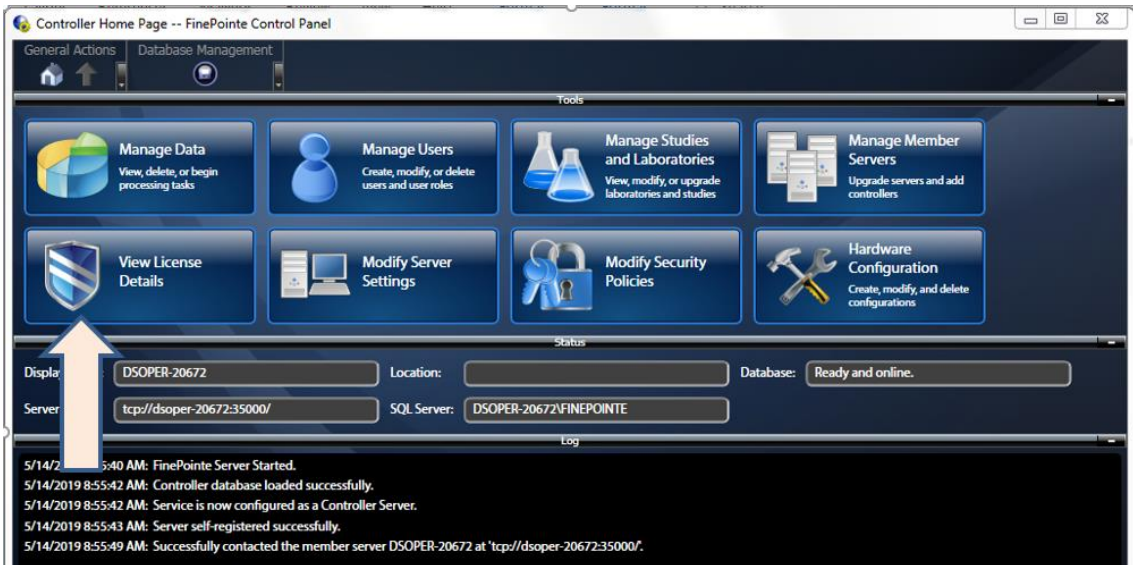 Controller Home Page -- FinePointe Control Panel
General Actions
Database Management
Tools
Manage Data
View, delete, or begin
processing tasks
Manage Users
Create, modify, or delete
users and user roles
Manage Studies
and Laboratories
View, modify, or upgrade
laboratories and studies
Manage Member
Servers
Upgrade servers and add
controllers
View License
Details
Modify Server
Settings
Modify Security
Policies
Hardware
Configuration
Create, modify, and delete
configurations
Status
DSOPER-20672
Location:
Database: Ready and online.
Server
tcp://dsoper-20672:35000/
SQL Server: DSOPER-20672\FINEPOINTE
Log
5:40 AM: FinePointe Server Started.
5/14/2019 8:55:42 AM: Controller database loaded successfully.
5/14/2019 8:55:42 AM: Service is now configured as a Controller Server.
5/14/2019 8:55:43 AM: Server self-registered successfully.
5/14/2019 8:55:49 AM: Successfully contacted the member server DSOPER-20672 at 'tcp://dsoper-20672:35000/'.